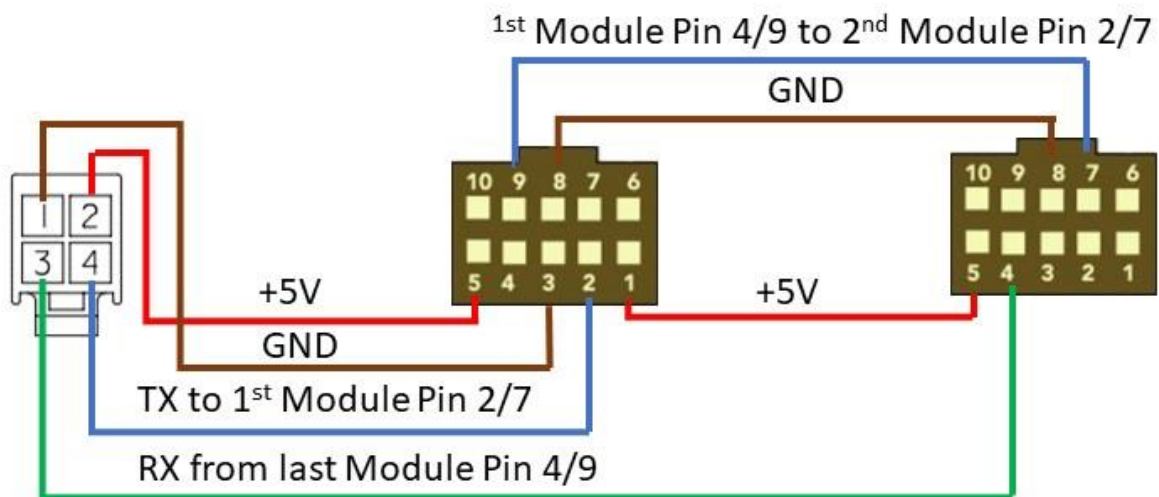 1st Module Pin 4/9 to 2nd Module Pin 2/7
GND
1 2
3 4
10 9 8 7 6
5 4 3 2 1
10 9 8 7 6
5 4 3 2 1
+5V
+5V
GND
TX to 1st Module Pin 2/7
RX from last Module Pin 4/9